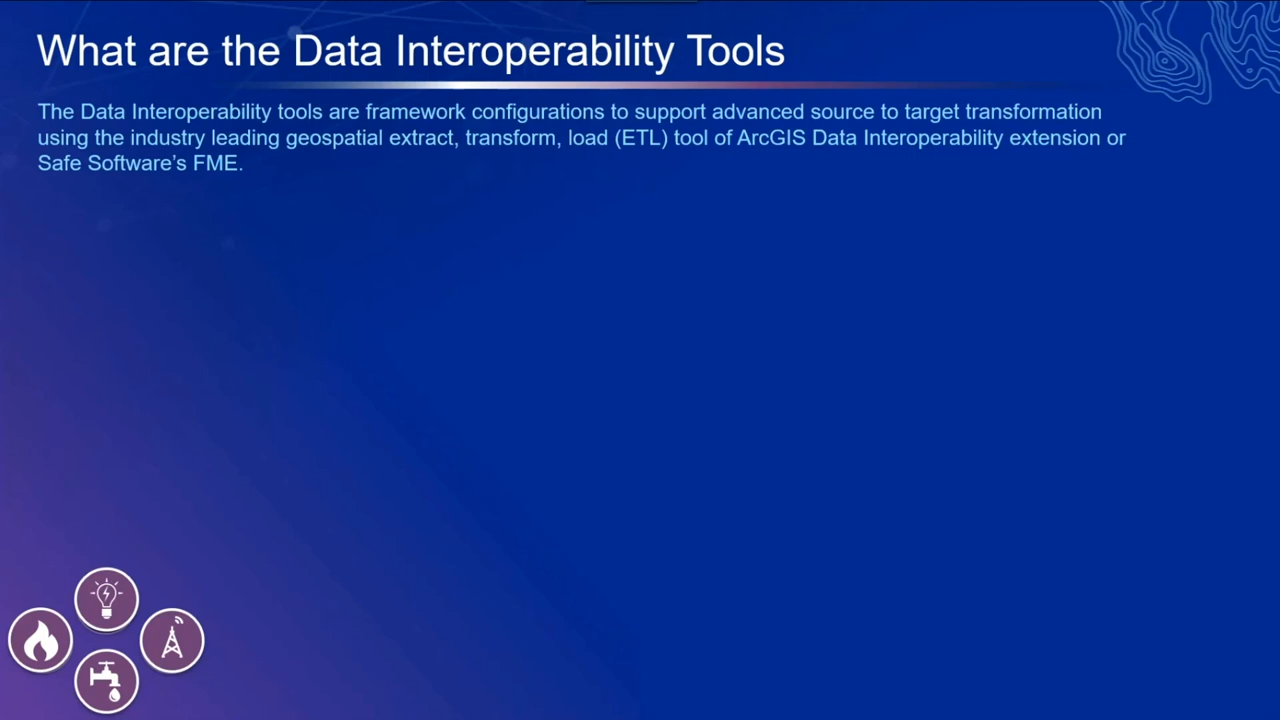 What are the Data Interoperability Tools
The Data Interoperability tools are framework configurations to support advanced source to target transformation
using the industry leading geospatial extract, transform, load (ETL) tool of ArcGIS Data Interoperability extension or
Safe Software’s FME.